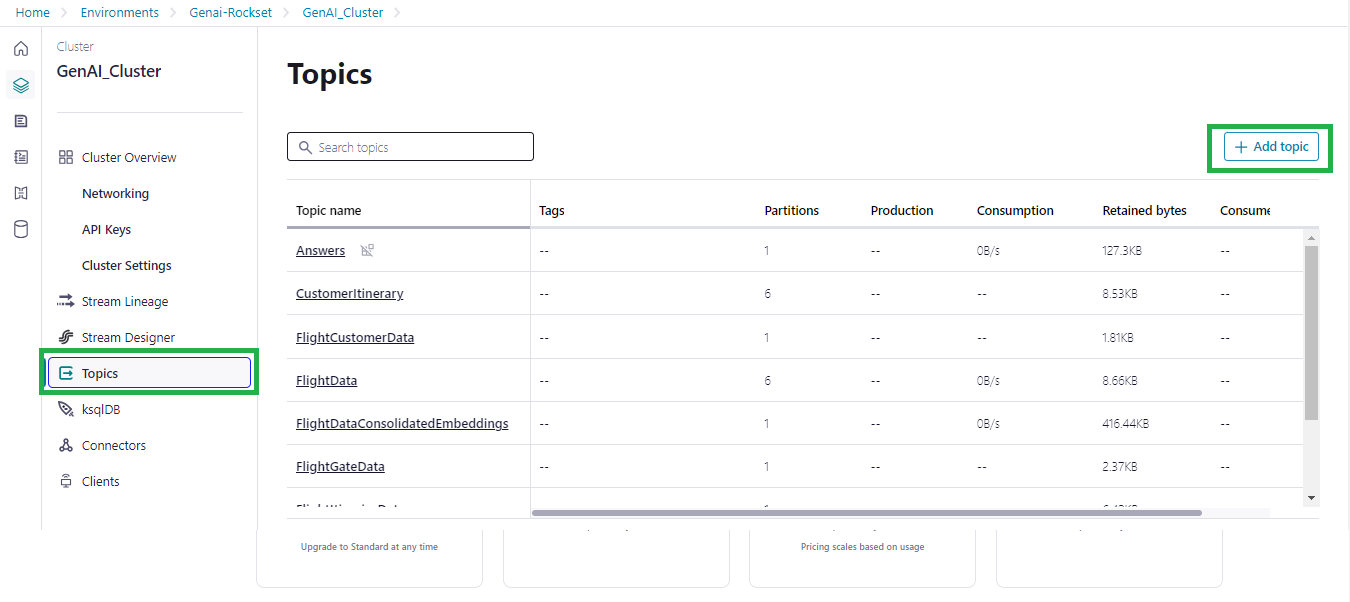 Home Environments Genai-Rockset GenAI_Cluster
Cluster
GenAI_Cluster
Cluster Overview
Networking
API Keys
Cluster Settings
Stream Lineage
Stream Designer
Topics
ksqlDB
Connectors
Clients
Topics
Search topics
+ Add topic
Topic name Tags Partitions Production Consumption Retained bytes Consume
Answers -- 1 -- 0B/s 127.3KB --
CustomerItinerary -- 6 -- -- 8.53KB --
FlightCustomerData -- 1 -- -- 1.81KB --
FlightData -- 6 -- 0B/s 8.66KB --
FlightDataConsolidatedEmbeddings -- 1 -- 0B/s 416.44KB --
FlightGateData -- 1 -- -- 2.37KB --
Upgrade to Standard at any time
Pricing scales based on usage